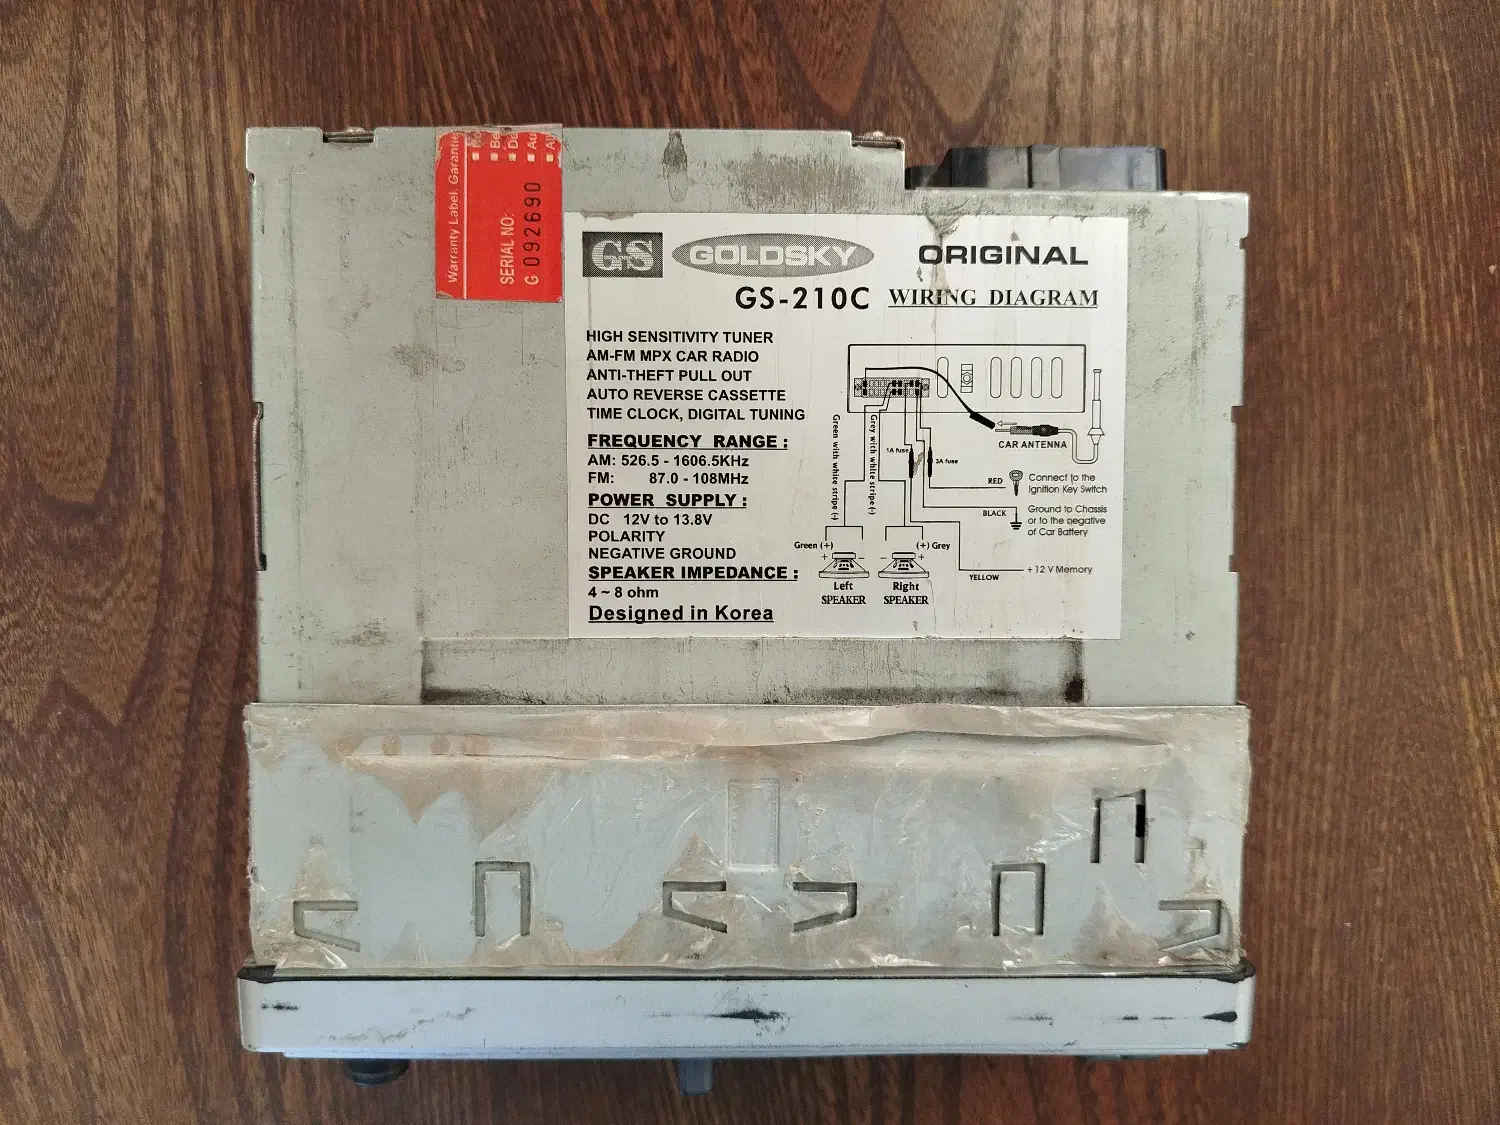 Warranty Label. Garantie
SERIAL NO:
G 092690
GS
GOLDSKY
GOLDSKY
ORIGINAL
GS-210C
WIRING DIAGRAM
HIGH SENSITIVITY TUNER
AM-FM MPX CAR RADIO
ANTI-THEFT PULL OUT
AUTO REVERSE CASSETTE
TIME CLOCK, DIGITAL TUNING
FREQUENCY RANGE :
AM: 526.5 - 1606.5KHz
FM: 87.0 - 108MHz
POWER SUPPLY :
DC 12V to 13.8V
POLARITY
NEGATIVE GROUND
SPEAKER IMPEDANCE :
4 ~ 8 ohm
Designed in Korea
Green with white stripe (-)
Grey with white stripe (-)
1A fuse
3A fuse
CAR ANTENNA
RED
Connect to the
Ignition Key Switch
BLACK
Ground to Chassis
or to the negative
of Car Battery
Green (+)
+ -
(+) Grey
- +
Left
SPEAKER
Right
SPEAKER
YELLOW
+ 12 V Memory